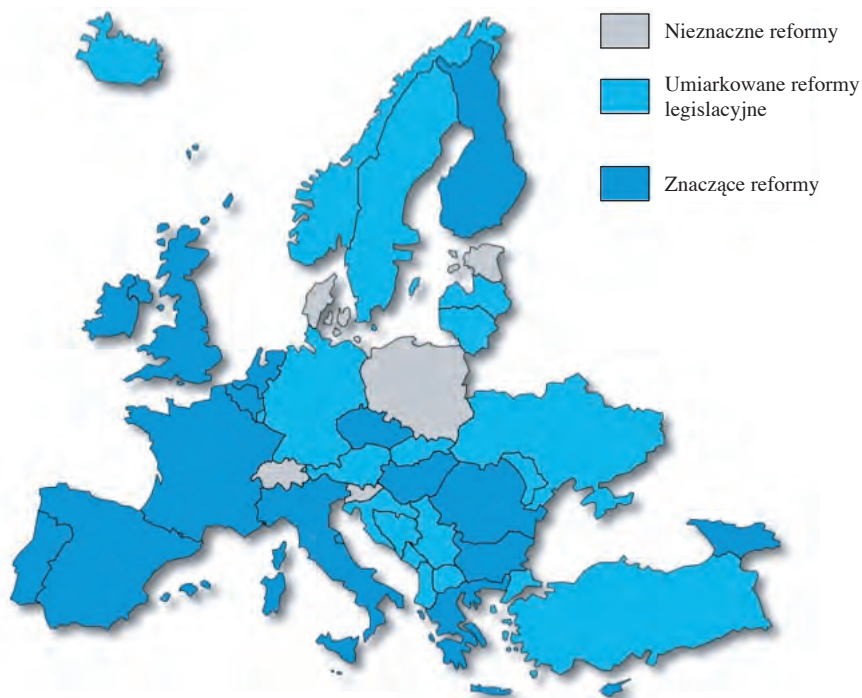 Nieznaczne reformy
Umiarkowane reformy
legislacyjne
Znaczące reformy